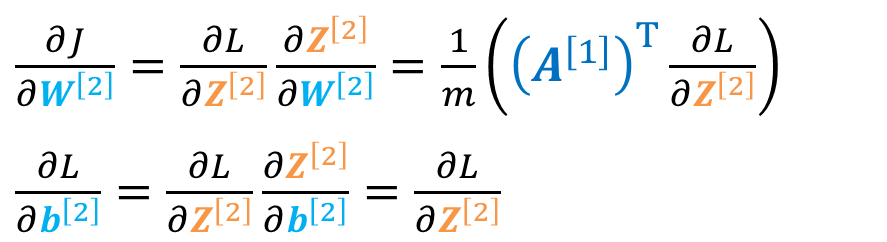 ∂J/∂W[2] = ∂L/∂Z[2] ∂Z[2]/∂W[2] = 1/m ((A[1])T ∂L/∂Z[2])
∂L/∂b[2] = ∂L/∂Z[2] ∂Z[2]/∂b[2] = ∂L/∂Z[2]